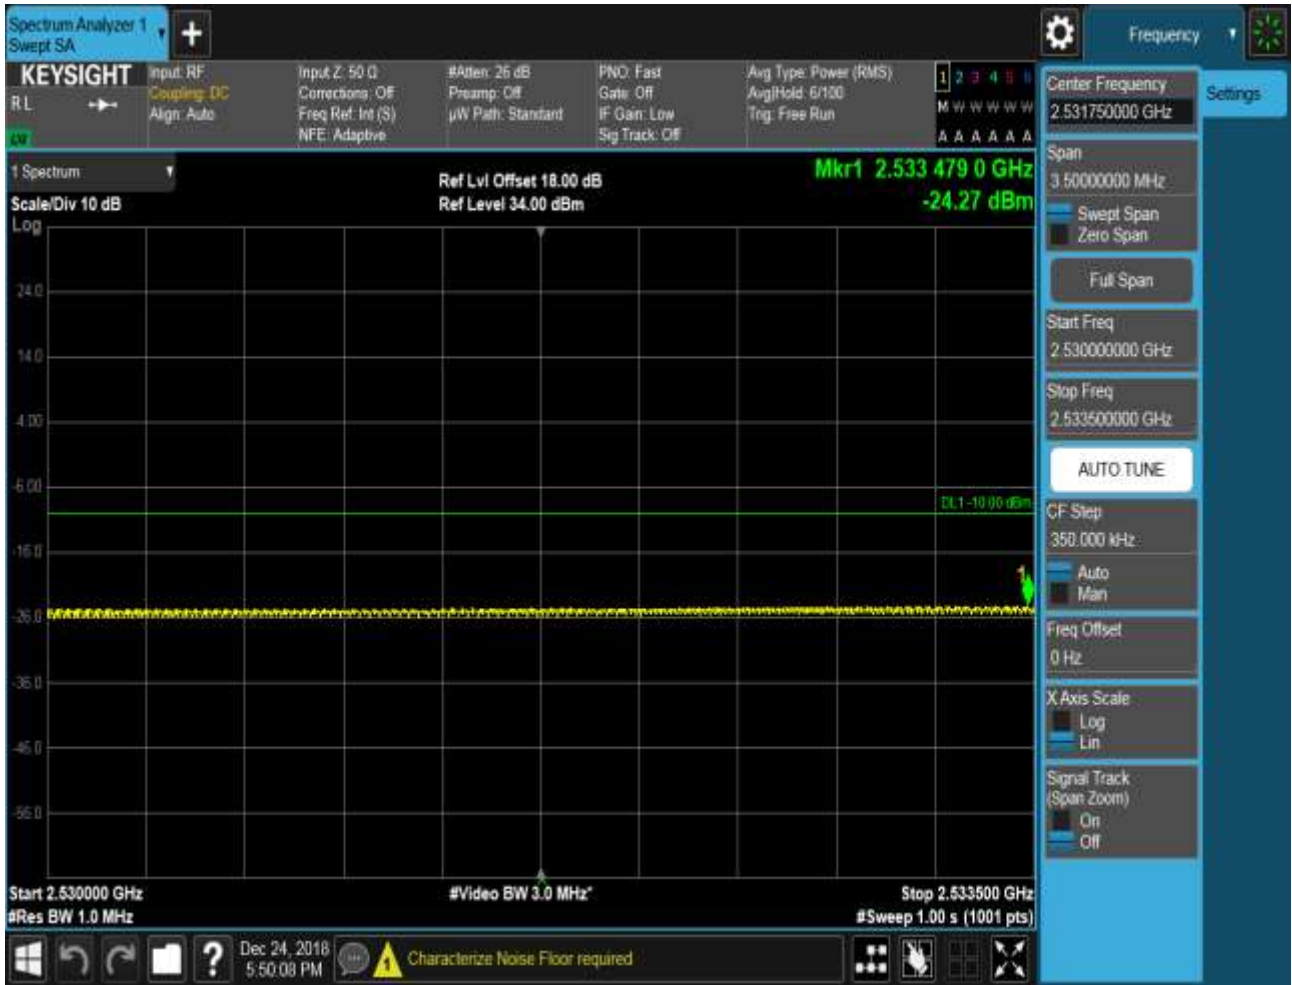 Spectrum Analyzer 1
Swept SA
+
Frequency
KEYSIGHT
R L
LW
Input: RF
Coupling: DC
Align: Auto
Input Z: 50 Ω
Corrections: Off
Freq Ref: Int (S)
NFE: Adaptive
#Atten: 26 dB
Preamp: Off
µW Path: Standard
PNO: Fast
Gate: Off
IF Gain: Low
Sig Track: Off
Avg Type: Power (RMS)
Avg|Hold: 6/100
Trig: Free Run
1 2 3 4 5 6
M W W W W W
A A A A A A
1 Spectrum
Scale/Div 10 dB
Log
Ref Lvl Offset 18.00 dB
Ref Level 34.00 dBm
Mkr1 2.533 479 0 GHz
-24.27 dBm
24.0
14.0
4.00
-6.00
DL1 -10.00 dBm
-16.0
1
-26.0
-36.0
-46.0
-56.0
Start 2.530000 GHz
#Res BW 1.0 MHz
#Video BW 3.0 MHz*
Stop 2.533500 GHz
#Sweep 1.00 s (1001 pts)
Center Frequency
2.531750000 GHz
Settings
Span
3.50000000 MHz
Swept Span
Zero Span
Full Span
Start Freq
2.530000000 GHz
Stop Freq
2.533500000 GHz
AUTO TUNE
CF Step
350.000 kHz
Auto
Man
Freq Offset
0 Hz
X Axis Scale
Log
Lin
Signal Track
(Span Zoom)
On
Off
?
Dec 24, 2018
5:50:08 PM
1
Characterize Noise Floor required